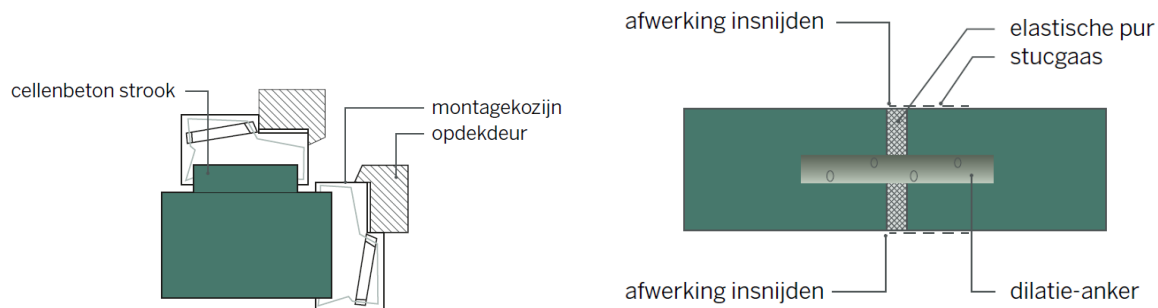 cellenbeton strook
montagekozijn
opdekdeur
afwerking insnijden
elastische pur
stucgaas
afwerking insnijden
dilatie-anker